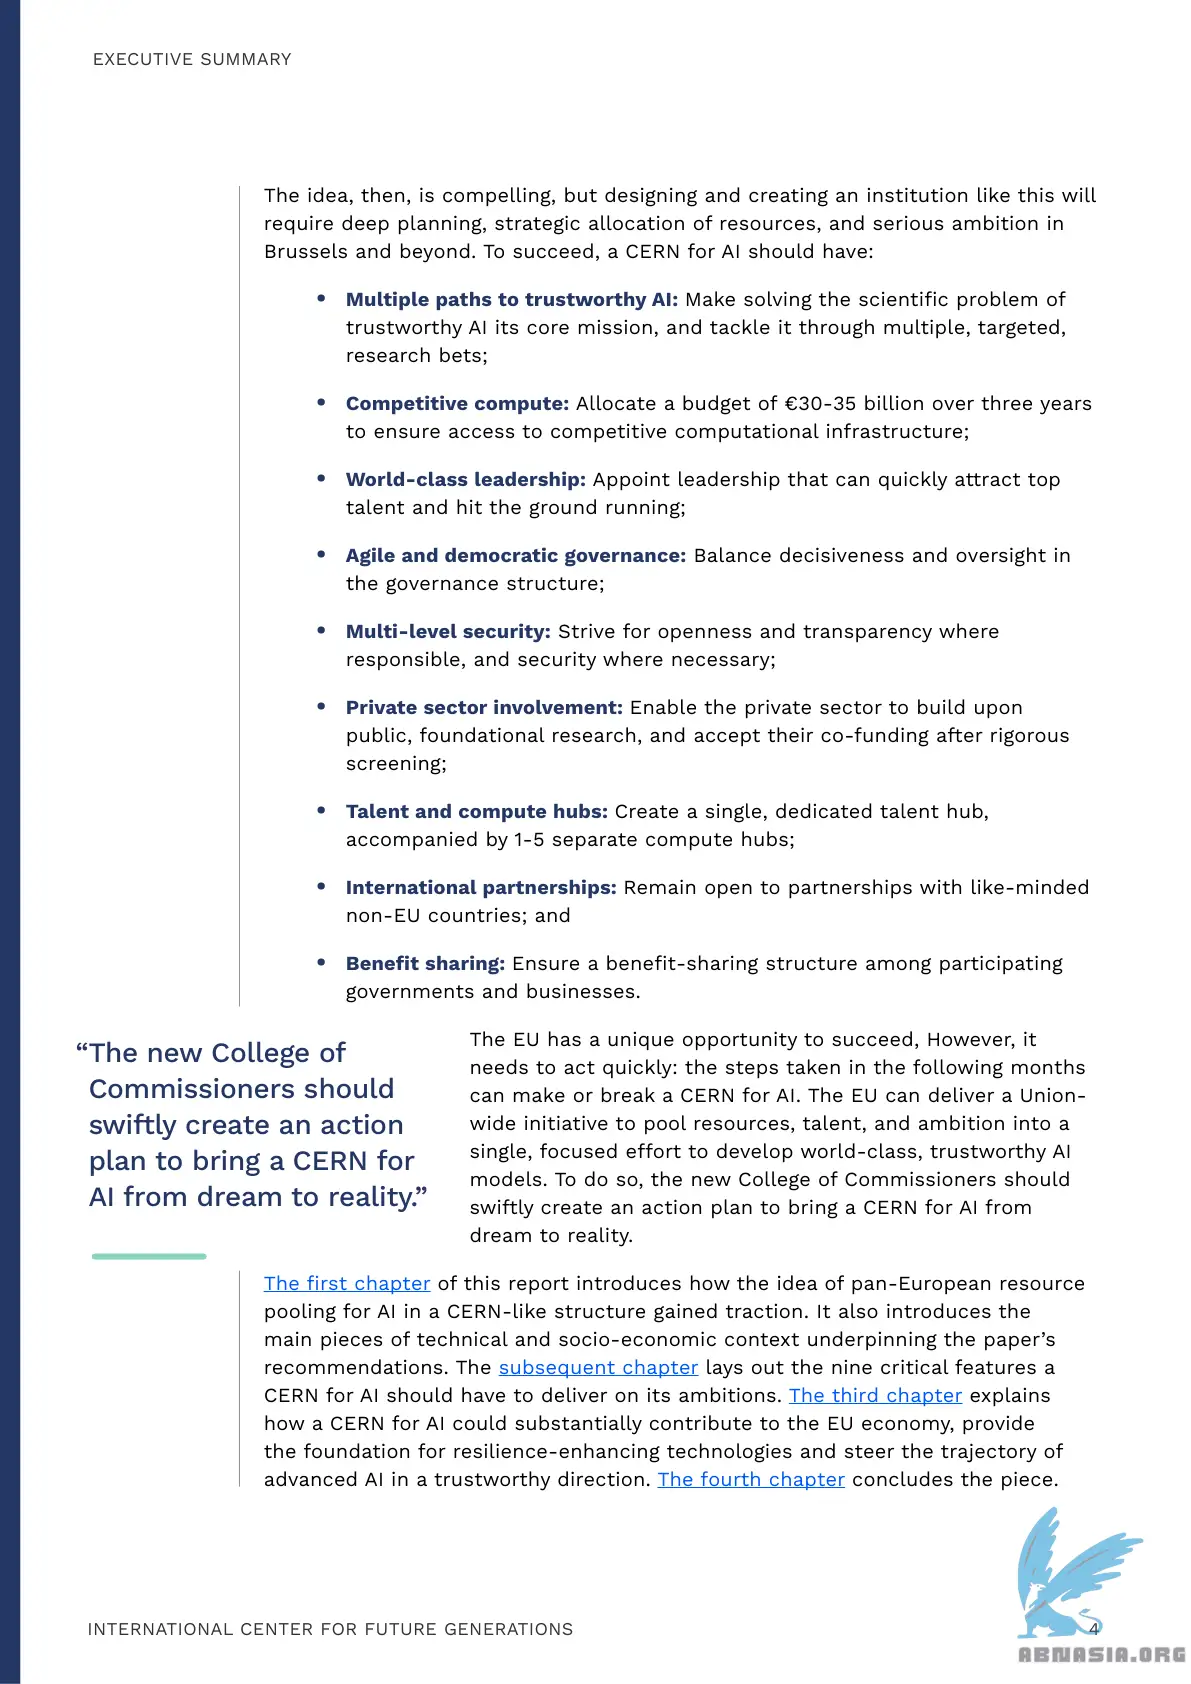 EXECUTIVE SUMMARY
The idea, then, is compelling, but designing and creating an institution like this will
require deep planning, strategic allocation of resources, and serious ambition in
Brussels and beyond. To succeed, a CERN for AI should have:
• Multiple paths to trustworthy AI: Make solving the scientific problem of
trustworthy AI its core mission, and tackle it through multiple, targeted,
research bets;
• Competitive compute: Allocate a budget of €30-35 billion over three years
to ensure access to competitive computational infrastructure;
• World-class leadership: Appoint leadership that can quickly attract top
talent and hit the ground running;
• Agile and democratic governance: Balance decisiveness and oversight in
the governance structure;
• Multi-level security: Strive for openness and transparency where
responsible, and security where necessary;
• Private sector involvement: Enable the private sector to build upon
public, foundational research, and accept their co-funding after rigorous
screening;
• Talent and compute hubs: Create a single, dedicated talent hub,
accompanied by 1-5 separate compute hubs;
• International partnerships: Remain open to partnerships with like-minded
non-EU countries; and
• Benefit sharing: Ensure a benefit-sharing structure among participating
governments and businesses.
“The new College of
Commissioners should
swiftly create an action
plan to bring a CERN for
AI from dream to reality.”
The EU has a unique opportunity to succeed, However, it
needs to act quickly: the steps taken in the following months
can make or break a CERN for AI. The EU can deliver a Union-
wide initiative to pool resources, talent, and ambition into a
single, focused effort to develop world-class, trustworthy AI
models. To do so, the new College of Commissioners should
swiftly create an action plan to bring a CERN for AI from
dream to reality.
The first chapter of this report introduces how the idea of pan-European resource
pooling for AI in a CERN-like structure gained traction. It also introduces the
main pieces of technical and socio-economic context underpinning the paper’s
recommendations. The subsequent chapter lays out the nine critical features a
CERN for AI should have to deliver on its ambitions. The third chapter explains
how a CERN for AI could substantially contribute to the EU economy, provide
the foundation for resilience-enhancing technologies and steer the trajectory of
advanced AI in a trustworthy direction. The fourth chapter concludes the piece.
INTERNATIONAL CENTER FOR FUTURE GENERATIONS
4
ABNASIA.ORG